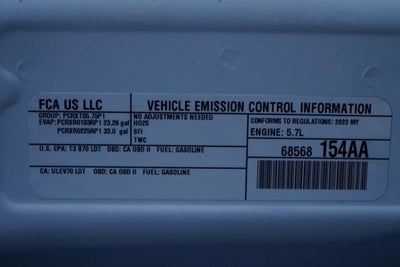 FCA US LLC
VEHICLE EMISSION CONTROL INFORMATION
GROUP: PCRXT05.75P1
EVAP: PCRXR0183RP1 23,26 gal
PCRXR0225RP1 33.0 gal
NO ADJUSTMENTS NEEDED
HO2S
SFI
TWC
CONFORMS TO REGULATIONS: 2023 MY
ENGINE: 5.7L
68568 154AA
U.S. EPA: T3 B70 LDT OBD: CA OBD II FUEL: GASOLINE
CA: ULEV70 LDT OBD: CA OBD II FUEL: GASOLINE